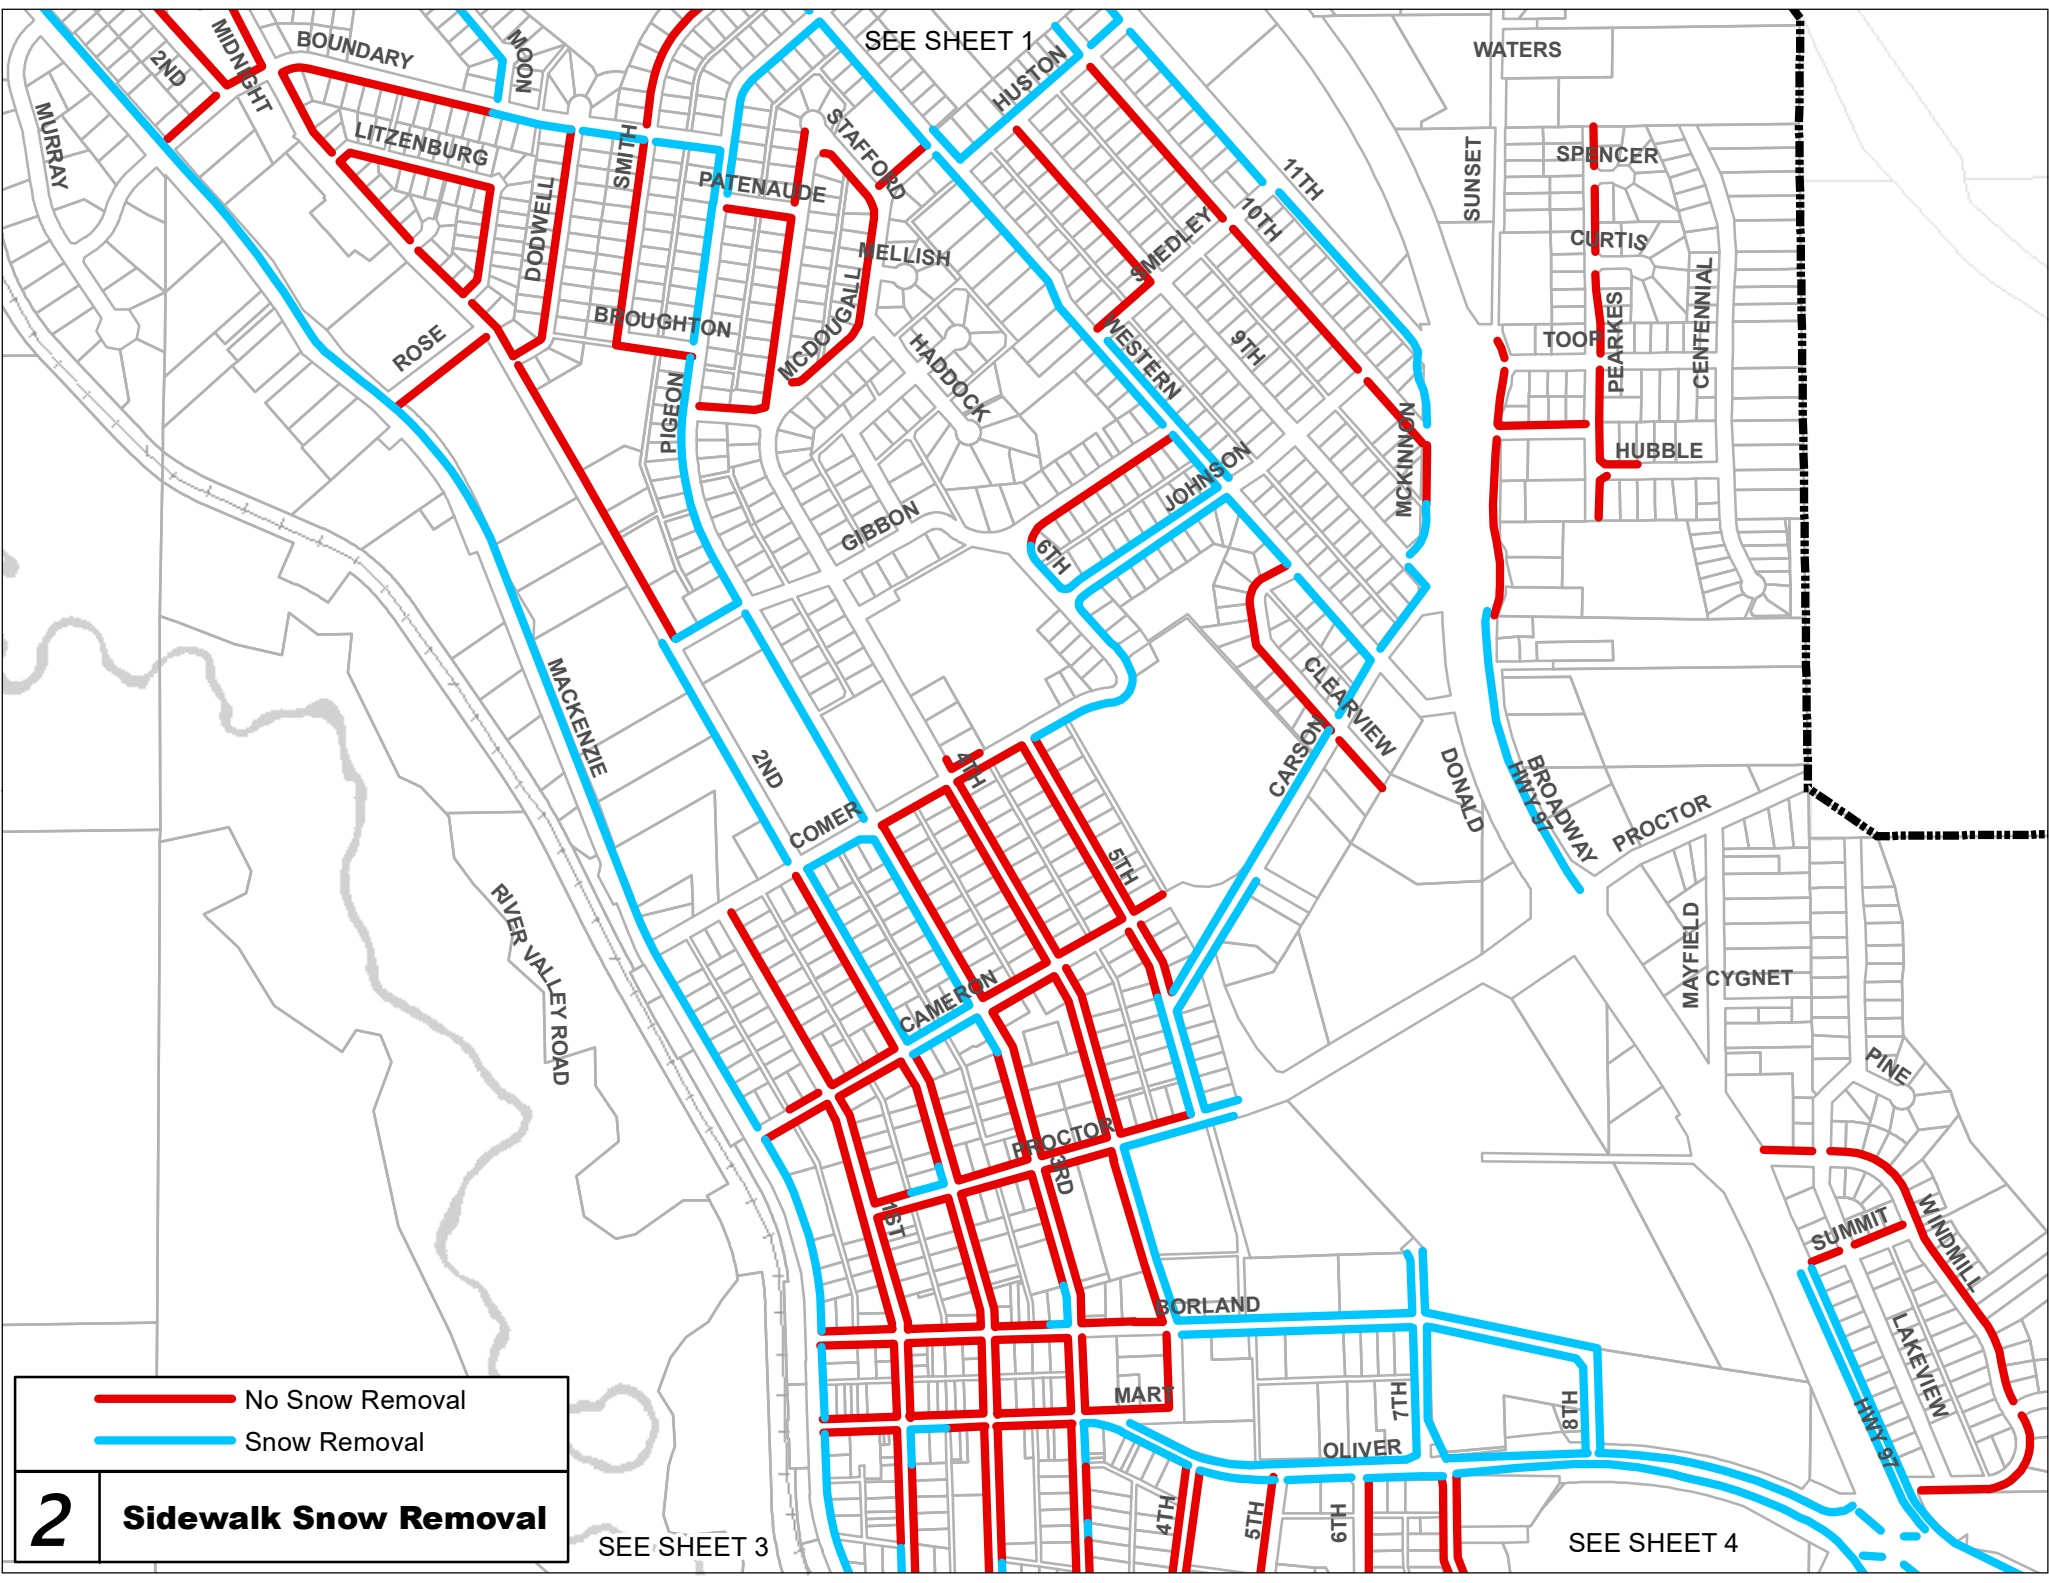 SEE SHEET 1
WATERS
MIDNIGHT
BOUNDARY
MOON
2ND
HUSTON
MURRAY
LITZENBURG
SMITH
STAFFORD
11TH
SUNSET
SPENCER
DODWELL
PATENAUDE
10TH
SMEDLEY
MELLISH
CURTIS
CENTENNIAL
BROUGHTON
MCDOUGALL
WESTERN
9TH
TOOP
PEARKES
ROSE
HADDOCK
PIGEON
MCKINNON
HUBBLE
JOHNSON
GIBBON
6TH
MACKENZIE
CLEARVIEW
CARSON
2ND
4TH
DONALD
BROADWAY
HWY 97
PROCTOR
COMER
5TH
RIVER VALLEY ROAD
MAYFIELD
CYGNET
CAMERON
PINE
PROCTOR
3RD
1ST
SUMMIT
WINDMILL
BORLAND
LAKEVIEW
MART
7TH
8TH
HWY 97
OLIVER
4TH
5TH
6TH
No Snow Removal
Snow Removal
2
Sidewalk Snow Removal
SEE SHEET 3
SEE SHEET 4